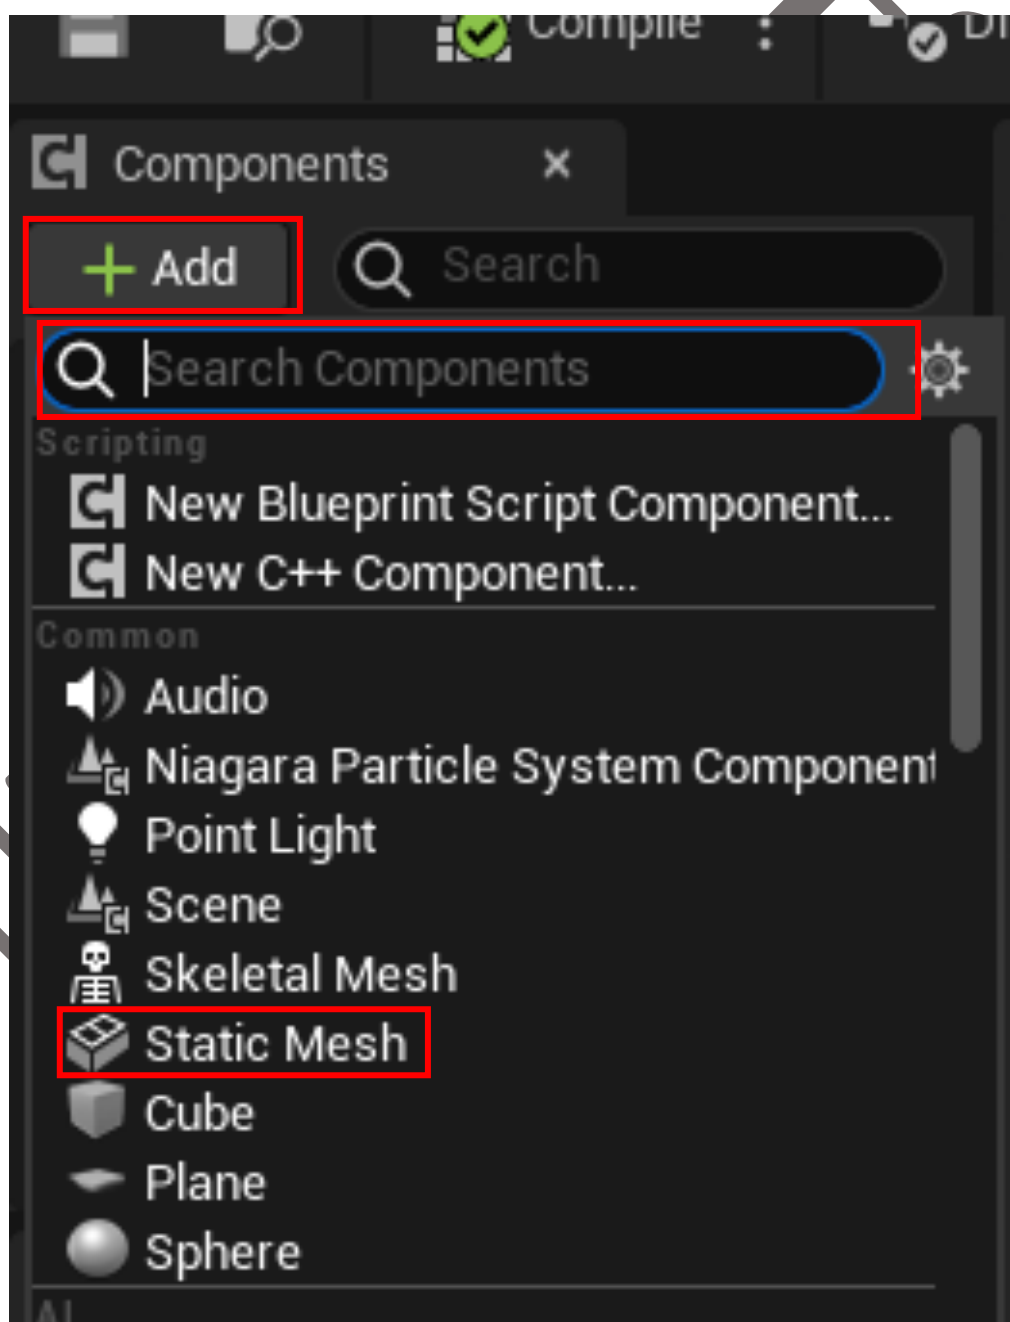 Compile
Components
+ Add
Search
Search Components
Scripting
New Blueprint Script Component...
New C++ Component...
Common
Audio
Niagara Particle System Component
Point Light
Scene
Skeletal Mesh
Static Mesh
Cube
Plane
Sphere
AI